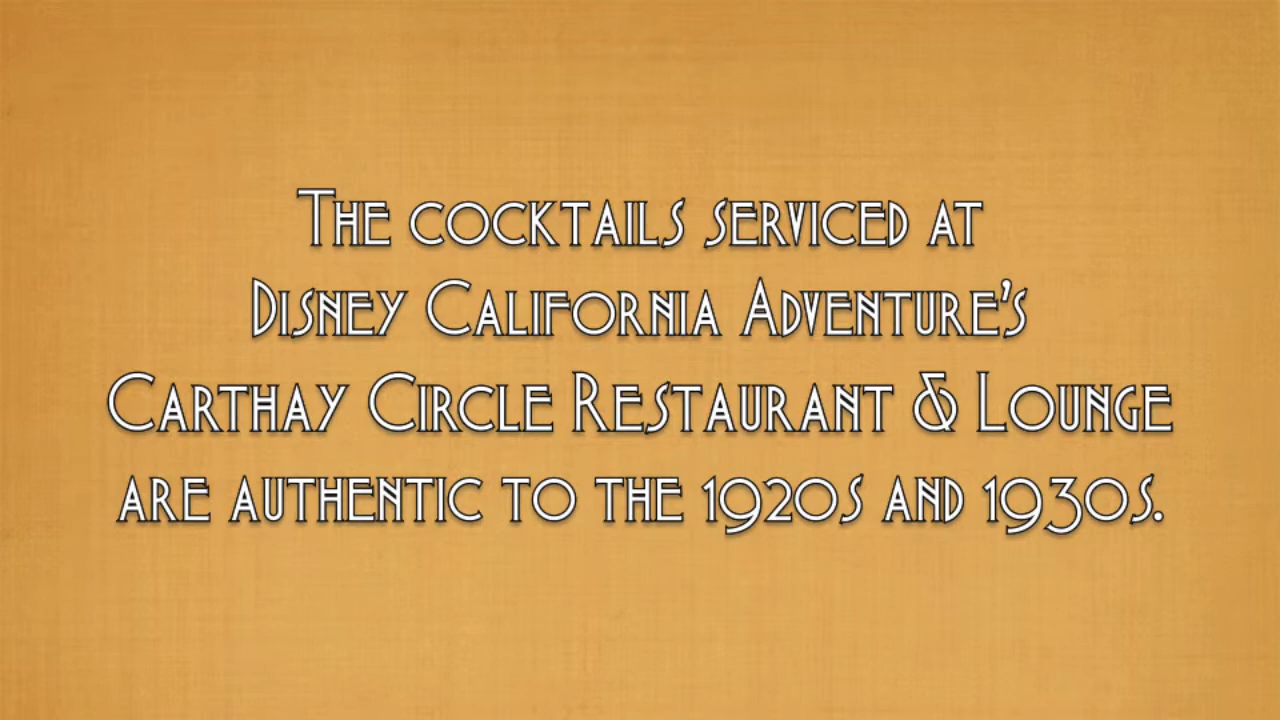 The cocktails serviced at
Disney California Adventure's
Carthay Circle Restaurant & Lounge
are authentic to the 1920s and 1930s.